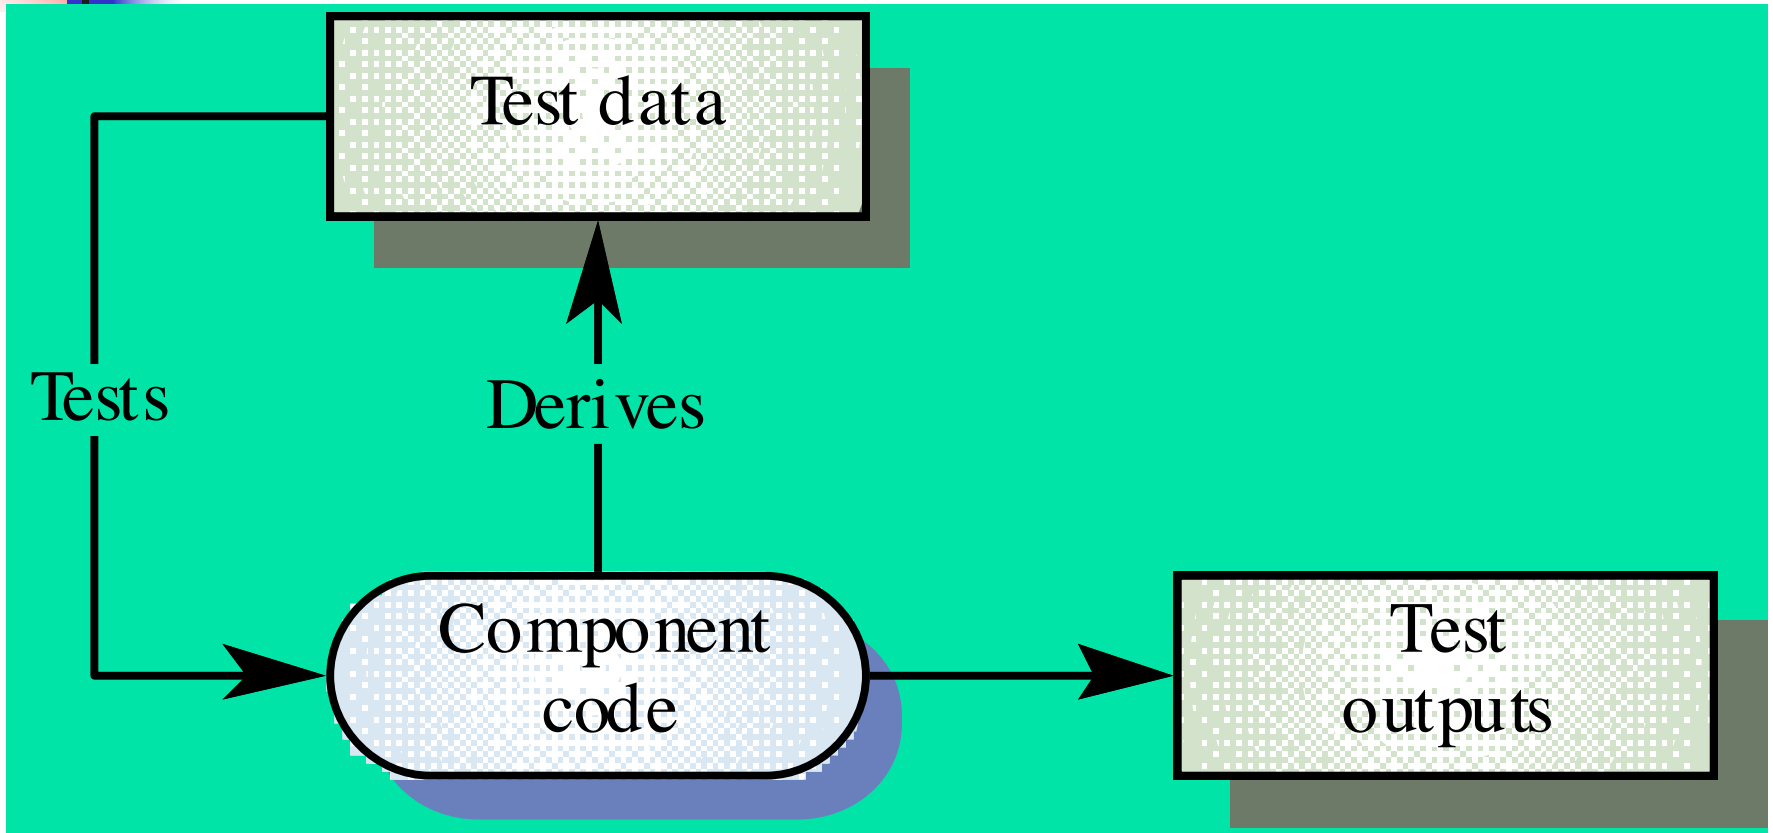 Test data
Tests
Derives
Component
code
Test
outputs